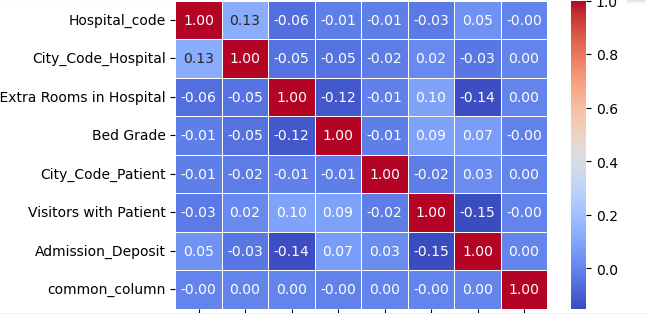 Hospital_code 1.00 0.13 -0.06 -0.01 -0.01 -0.03 0.05 -0.00 1.0
City_Code_Hospital 0.13 1.00 -0.05 -0.05 -0.02 0.02 -0.03 0.00 0.8
Extra Rooms in Hospital -0.06 -0.05 1.00 -0.12 -0.01 0.10 -0.14 0.00
Bed Grade -0.01 -0.05 -0.12 1.00 -0.01 0.09 0.07 -0.00 0.6
City_Code_Patient -0.01 -0.02 -0.01 -0.01 1.00 -0.02 0.03 0.00 0.4
Visitors with Patient -0.03 0.02 0.10 0.09 -0.02 1.00 -0.15 -0.00 0.2
Admission_Deposit 0.05 -0.03 -0.14 0.07 0.03 -0.15 1.00 0.00 0.0
common_column -0.00 0.00 0.00 -0.00 0.00 -0.00 0.00 1.00